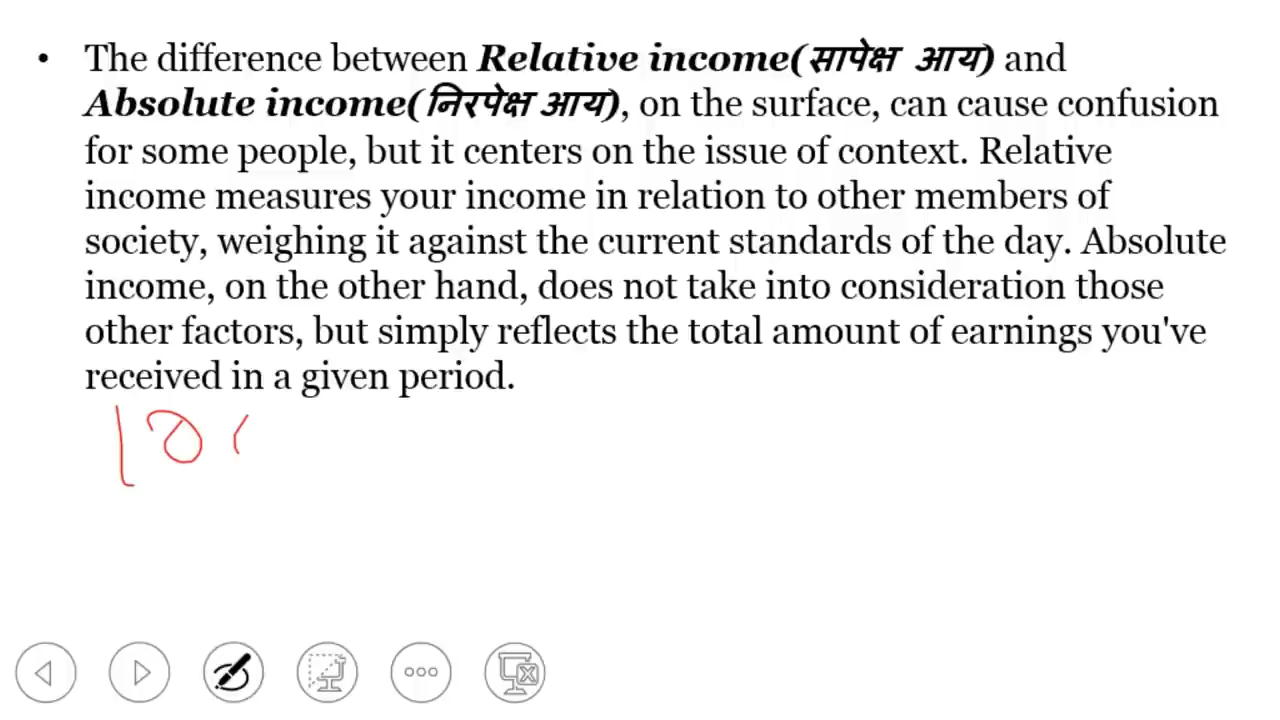 • The difference between Relative income(सापेक्ष आय) and
Absolute income(निरपेक्ष आय), on the surface, can cause confusion
for some people, but it centers on the issue of context. Relative
income measures your income in relation to other members of
society, weighing it against the current standards of the day. Absolute
income, on the other hand, does not take into consideration those
other factors, but simply reflects the total amount of earnings you've
received in a given period.